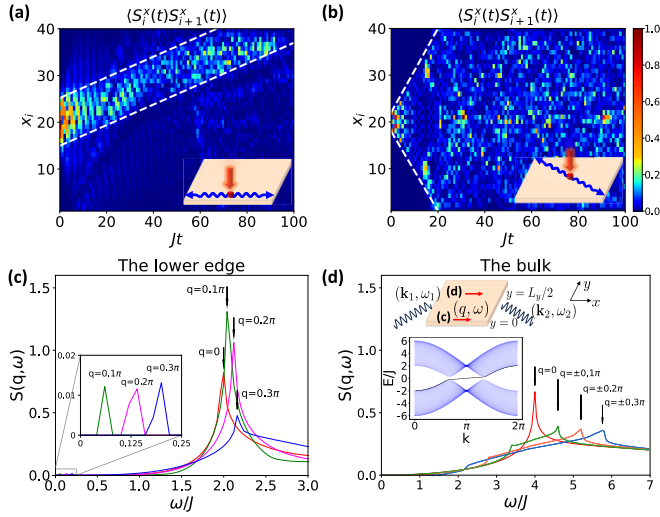 (a)
⟨S_i^x(t)S_{i+1}^x(t)⟩
40
30
20
10
x_i
0 20 40 60 80 100
Jt
(b)
⟨S_i^x(t)S_{i+1}^x(t)⟩
40
30
20
10
x_i
0 20 40 60 80 100
Jt
1.0
0.8
0.6
0.4
0.2
0.0
(c)
The lower edge
1.5
1.0
0.5
0.0
S(q,ω)
q=0.1π
q=0.2π
q=0
q=0.3π
0.02
0.01
0
q=0.1π
q=0.2π
q=0.3π
0 0.125 0.25
0.0 0.5 1.0 1.5 2.0 2.5 3.0
ω/J
(d)
The bulk
1.5
1.0
0.5
0.0
S(q,ω)
(k₁, ω₁)
(d)
y = L_y/2
(c)
(q, ω)
y = 0
(k₂, ω₂)
y
x
6
4
2
0
−2
−4
−6
E/J
0 π 2π
k
q=0
q=±0.1π
q=±0.2π
q=±0.3π
0 1 2 3 4 5 6 7
ω/J